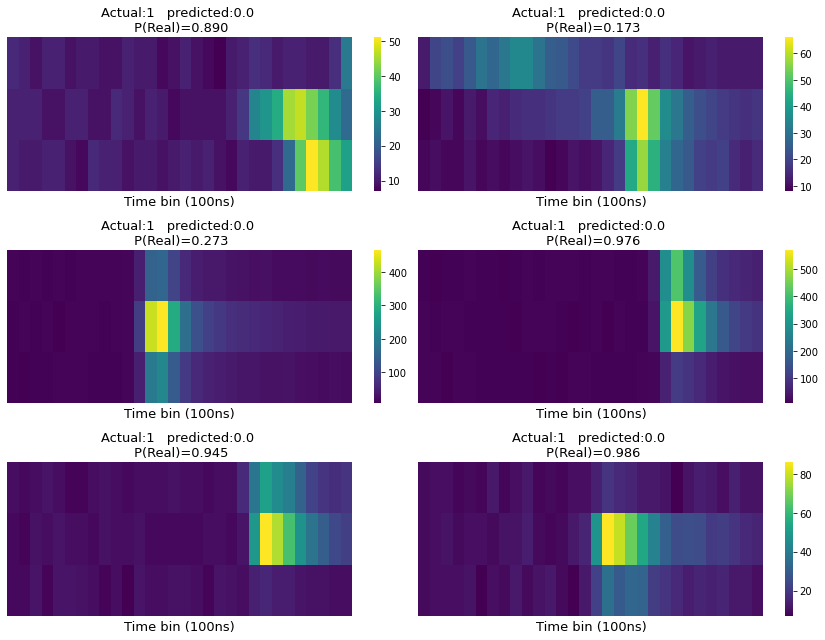 Actual:1   predicted:0.0
P(Real)=0.890
50
40
30
20
10
Time bin (100ns)
Actual:1   predicted:0.0
P(Real)=0.173
60
50
40
30
20
10
Time bin (100ns)
Actual:1   predicted:0.0
P(Real)=0.273
400
300
200
100
Time bin (100ns)
Actual:1   predicted:0.0
P(Real)=0.976
500
400
300
200
100
Time bin (100ns)
Actual:1   predicted:0.0
P(Real)=0.945
Time bin (100ns)
Actual:1   predicted:0.0
P(Real)=0.986
80
60
40
20
Time bin (100ns)